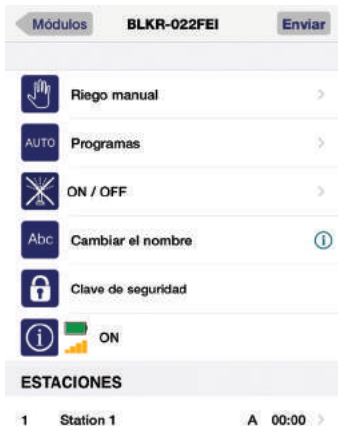 Módulos BLKR-022FEI Enviar
Riego manual
AUTO Programas
ON / OFF
Abc Cambiar el nombre
Clave de seguridad
ON
ESTACIONES
1 Station 1 A 00:00